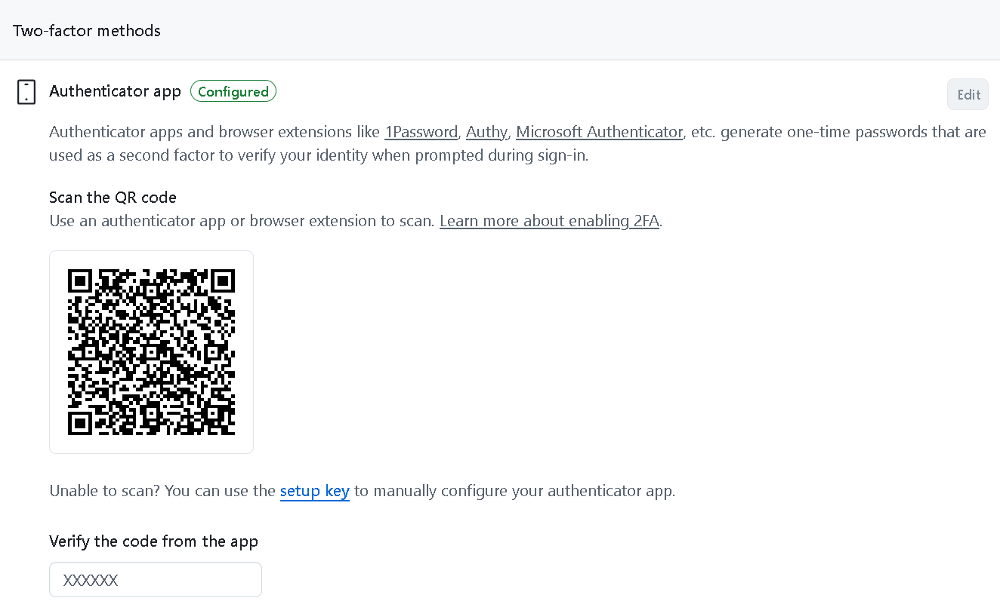 Two-factor methods
Authenticator app Configured
Edit
Authenticator apps and browser extensions like 1Password, Authy, Microsoft Authenticator, etc. generate one-time passwords that are
used as a second factor to verify your identity when prompted during sign-in.
Scan the QR code
Use an authenticator app or browser extension to scan. Learn more about enabling 2FA.
Unable to scan? You can use the setup key to manually configure your authenticator app.
Verify the code from the app
XXXXXX